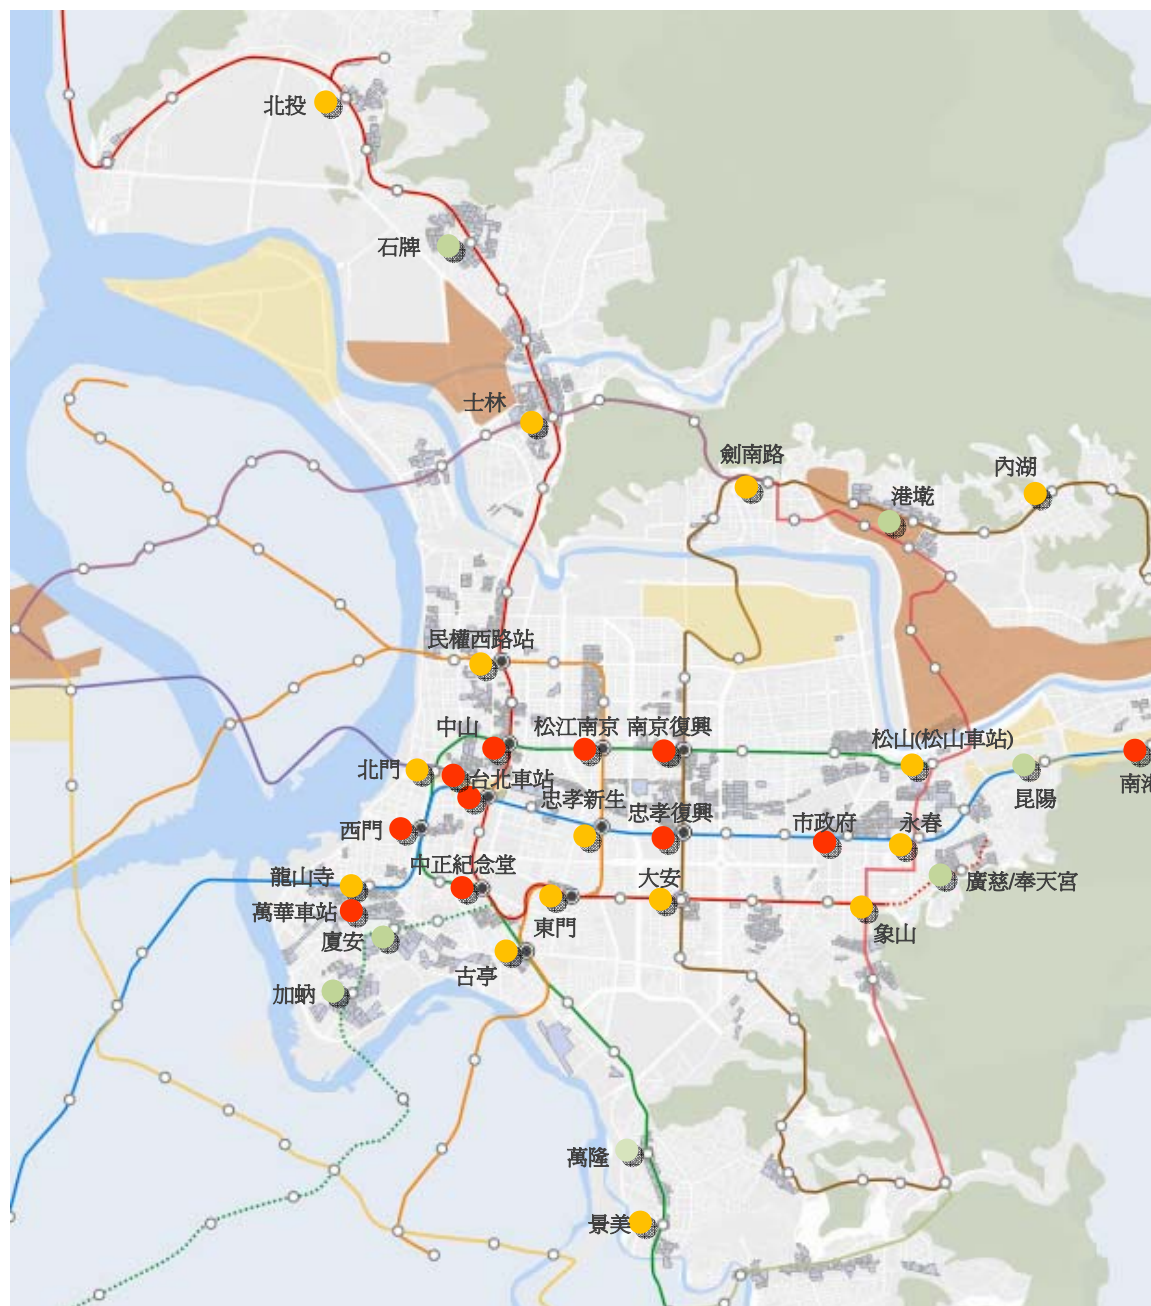 北投
石牌
士林
劍南路
內湖
港墘
民權西路站
中山
松江南京
南京復興
松山(松山車站)
北門
台北車站
南港
昆陽
忠孝新生
忠孝復興
西門
市政府
永春
中正紀念堂
龍山寺
大安
廣慈/奉天宮
萬華車站
東門
象山
廈安
古亭
加蚋
萬隆
景美